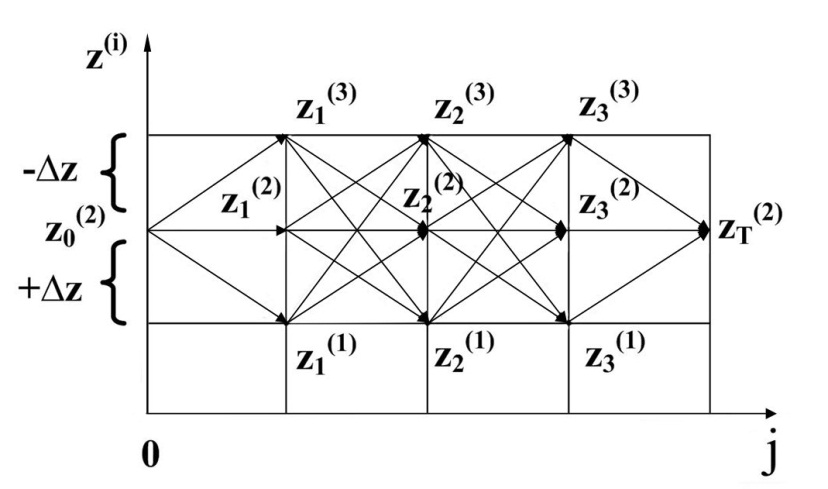 z⁽ⁱ⁾
z₁⁽³⁾ z₂⁽³⁾ z₃⁽³⁾
-Δz
z₁⁽²⁾ z₂⁽²⁾ z₃⁽²⁾
z₀⁽²⁾ z_T⁽²⁾
+Δz
z₁⁽¹⁾ z₂⁽¹⁾ z₃⁽¹⁾
0 j